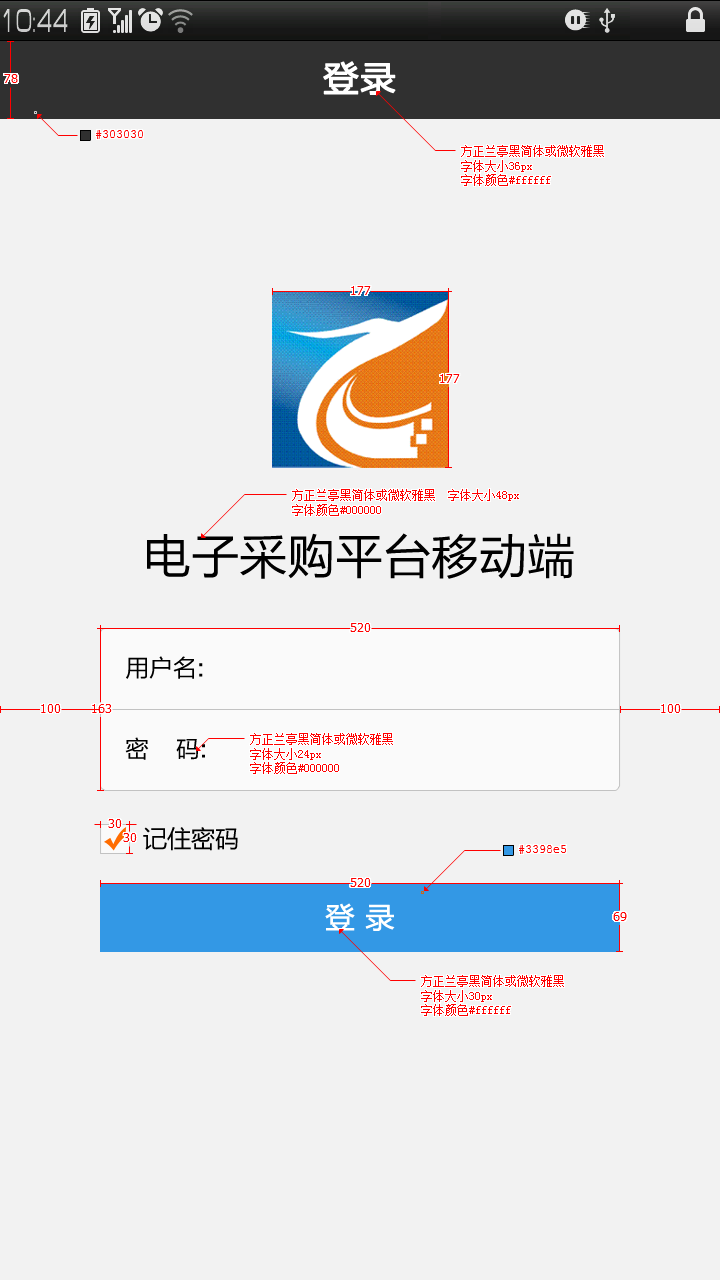 10:44
登录
78
#303030
方正兰亭黑简体或微软雅黑
字体大小36px
字体颜色#ffffff
177
177
方正兰亭黑简体或微软雅黑 字体大小48px
字体颜色#000000
电子采购平台移动端
520
用户名:
100
163
100
密 码:
方正兰亭黑简体或微软雅黑
字体大小24px
字体颜色#000000
30
30
记住密码
#3398e5
520
登 录
69
方正兰亭黑简体或微软雅黑
字体大小30px
字体颜色#ffffff